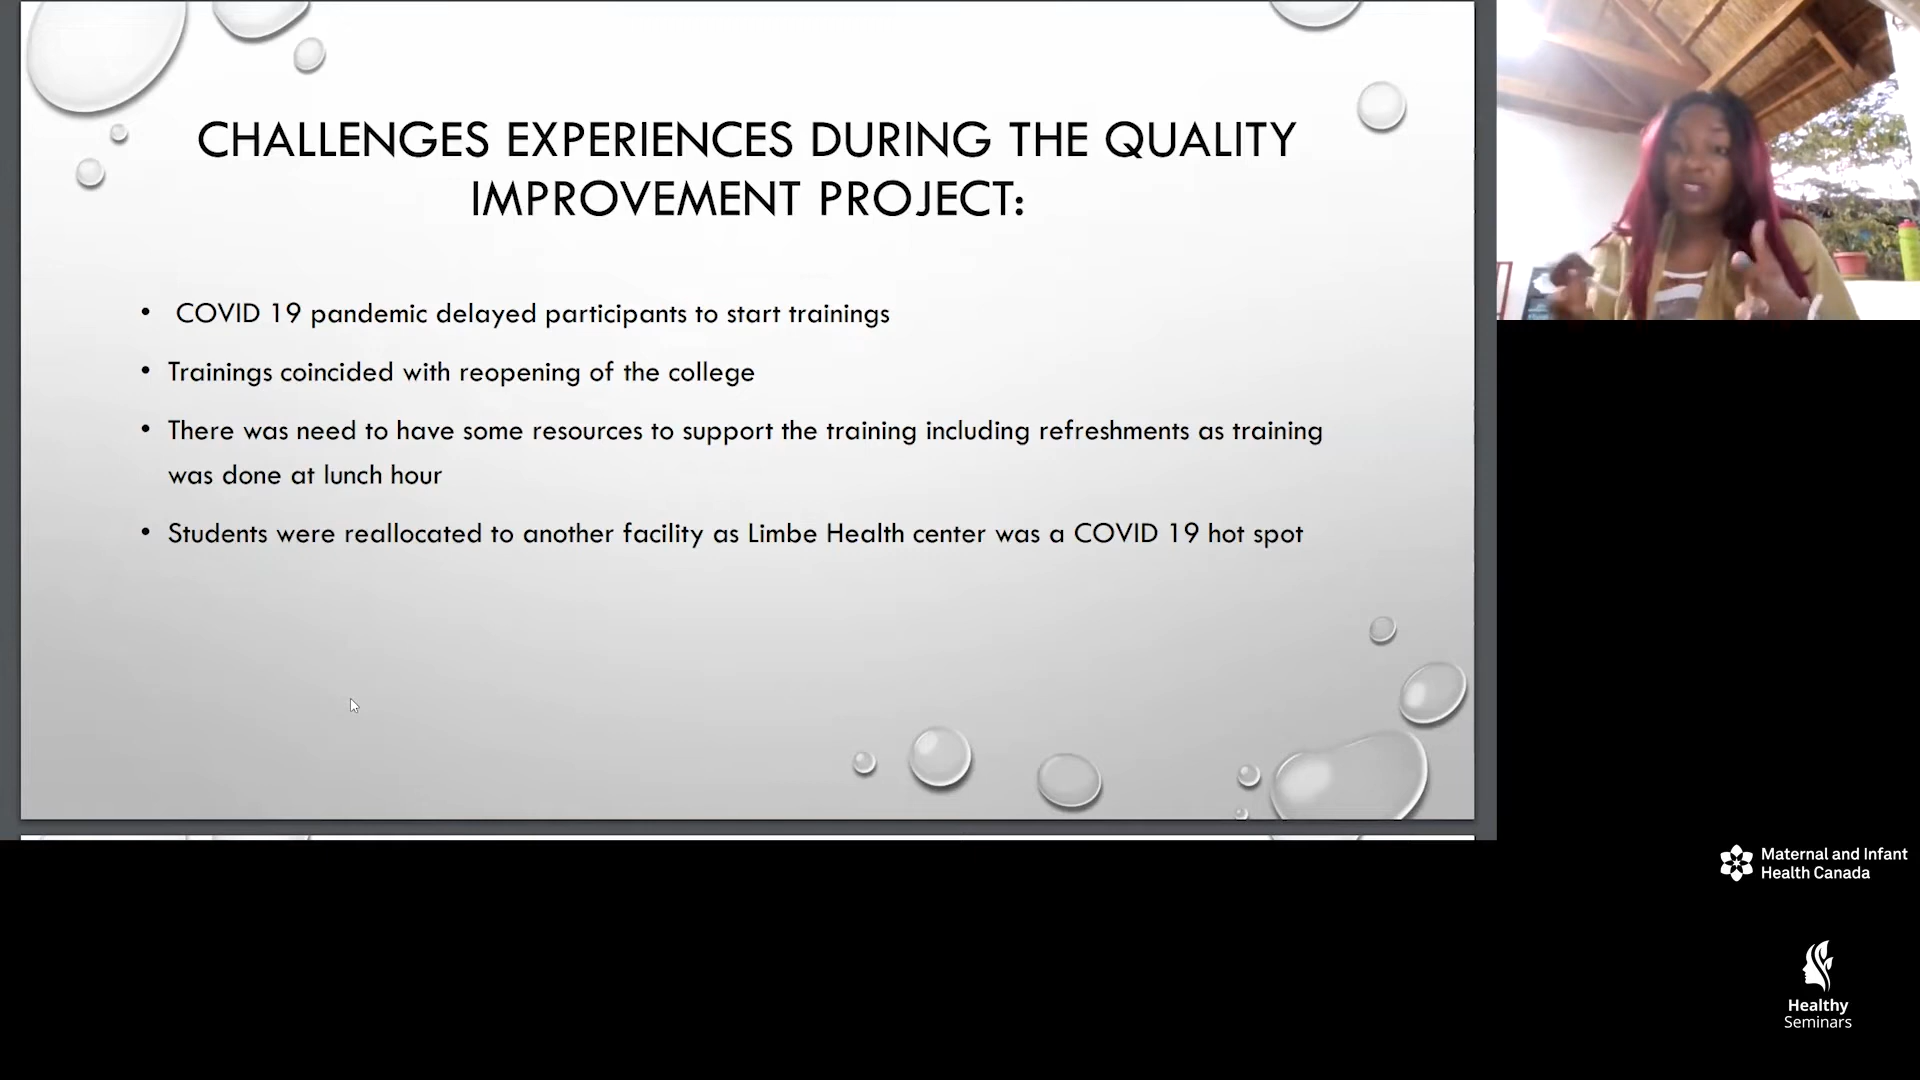 CHALLENGES EXPERIENCES DURING THE QUALITY
IMPROVEMENT PROJECT:
• COVID 19 pandemic delayed participants to start trainings
• Trainings coincided with reopening of the college
• There was need to have some resources to support the training including refreshments as training
was done at lunch hour
• Students were reallocated to another facility as Limbe Health center was a COVID 19 hot spot
Maternal and Infant
Health Canada
Healthy
Seminars